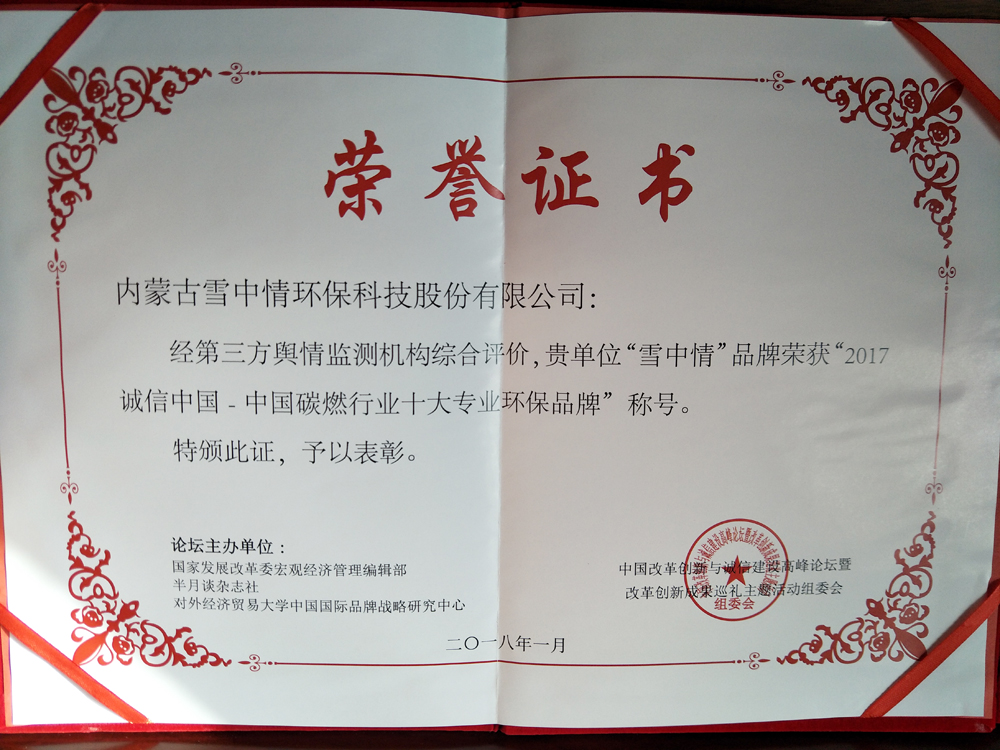 荣誉证书
内蒙古雪中情环保科技股份有限公司：
经第三方舆情监测机构综合评价，贵单位“雪中情”品牌荣获“2017
诚信中国 - 中国碳燃行业十大专业环保品牌” 称号。
特颁此证，予以表彰。
论坛主办单位：
国家发展改革委宏观经济管理编辑部
半月谈杂志社
对外经济贸易大学中国国际品牌战略研究中心
中国改革创新与诚信建设高峰论坛暨
改革创新成果巡礼主题活动组委会
组委会
二〇一八年一月